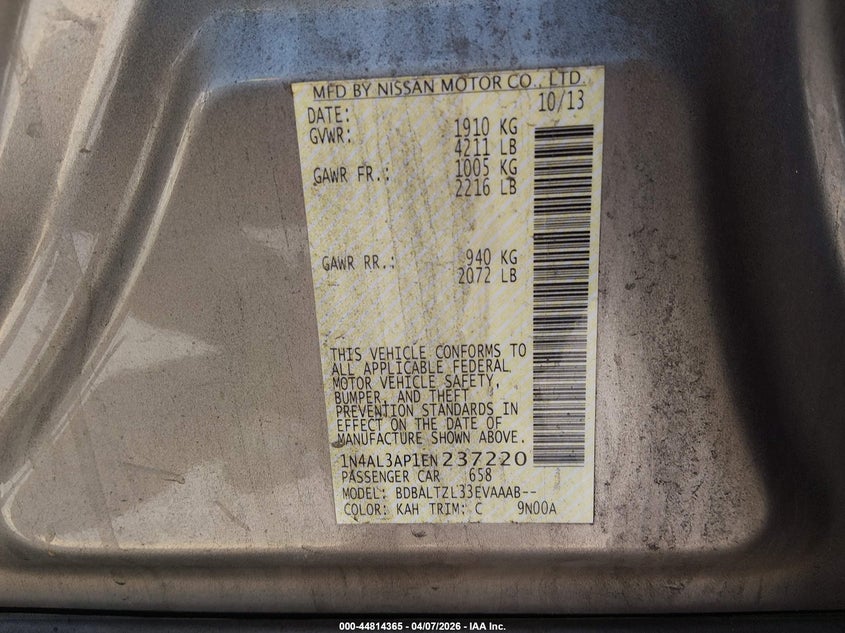 MFD BY NISSAN MOTOR CO., LTD.
DATE: 10/13
GVWR: 1910 KG
4211 LB
GAWR FR.: 1005 KG
2216 LB
GAWR RR.: 940 KG
2072 LB
THIS VEHICLE CONFORMS TO
ALL APPLICABLE FEDERAL
MOTOR VEHICLE SAFETY,
BUMPER, AND THEFT
PREVENTION STANDARDS IN
EFFECT ON THE DATE OF
MANUFACTURE SHOWN ABOVE.
1N4AL3AP1EN237220
PASSENGER CAR 658
MODEL: BDBALTZL33EVAAAB--
COLOR: KAH TRIM: C 9N00A
000-44814365 - 04/07/2026 - IAA Inc.